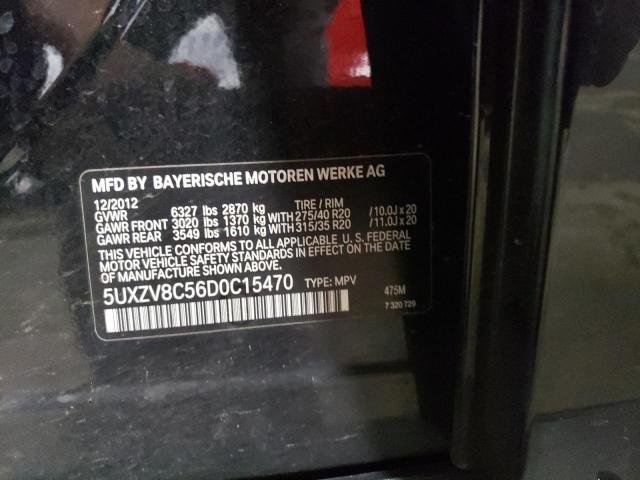 MFD BY BAYERISCHE MOTOREN WERKE AG
12/2012 TIRE / RIM
GVWR 6327 lbs 2870 kg
GAWR FRONT 3020 lbs 1370 kg WITH 275/40 R20 /10.0J x 20
GAWR REAR 3549 lbs 1610 kg WITH 315/35 R20 /11.0J x 20
THIS VEHICLE CONFORMS TO ALL APPLICABLE U. S. FEDERAL
MOTOR VEHICLE SAFETY STANDARDS IN EFFECT ON THE
DATE OF MANUFACTURE SHOWN ABOVE.
5UXZV8C56D0C15470 TYPE: MPV 475M
7 320 729